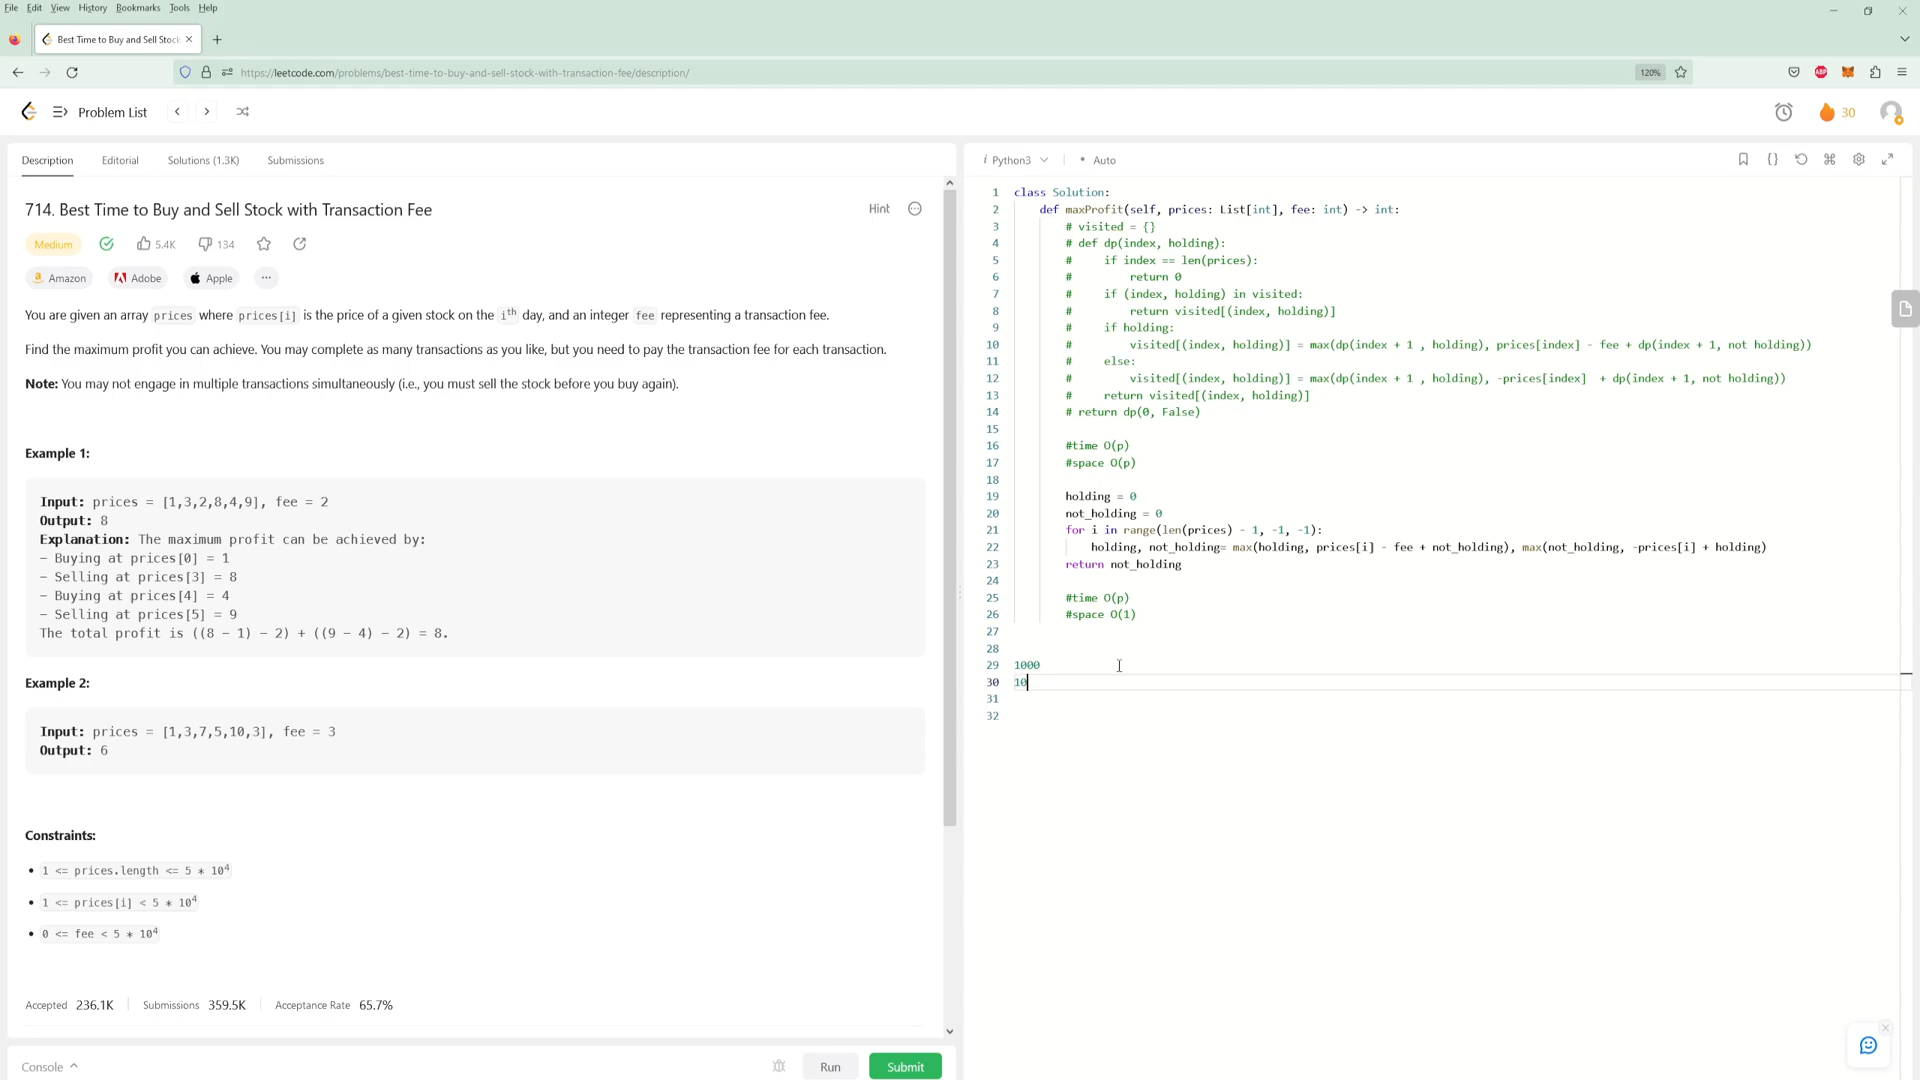 File Edit View History Bookmarks Tools Help
Best Time to Buy and Sell Stock
https://leetcode.com/problems/best-time-to-buy-and-sell-stock-with-transaction-fee/description/
120%
ABP
Problem List
30
Description Editorial Solutions (1.3K) Submissions
714. Best Time to Buy and Sell Stock with Transaction Fee
Hint
Medium 5.4K 134
Amazon Adobe Apple
You are given an array prices where prices[i] is the price of a given stock on the ith day, and an integer fee representing a transaction fee.
Find the maximum profit you can achieve. You may complete as many transactions as you like, but you need to pay the transaction fee for each transaction.
Note: You may not engage in multiple transactions simultaneously (i.e., you must sell the stock before you buy again).
Example 1:
Input: prices = [1,3,2,8,4,9], fee = 2
Output: 8
Explanation: The maximum profit can be achieved by:
- Buying at prices[0] = 1
- Selling at prices[3] = 8
- Buying at prices[4] = 4
- Selling at prices[5] = 9
The total profit is ((8 - 1) - 2) + ((9 - 4) - 2) = 8.
Example 2:
Input: prices = [1,3,7,5,10,3], fee = 3
Output: 6
Constraints:
• 1 <= prices.length <= 5 * 10^4
• 1 <= prices[i] < 5 * 10^4
• 0 <= fee < 5 * 10^4
Accepted 236.1K Submissions 359.5K Acceptance Rate 65.7%
Console Run Submit
i Python3 • Auto
1 class Solution:
2 def maxProfit(self, prices: List[int], fee: int) -> int:
3 # visited = {}
4 # def dp(index, holding):
5 # if index == len(prices):
6 # return 0
7 # if (index, holding) in visited:
8 # return visited[(index, holding)]
9 # if holding:
10 # visited[(index, holding)] = max(dp(index + 1 , holding), prices[index] - fee + dp(index + 1, not holding))
11 # else:
12 # visited[(index, holding)] = max(dp(index + 1 , holding), -prices[index]  + dp(index + 1, not holding))
13 # return visited[(index, holding)]
14 # return dp(0, False)
15
16 #time O(p)
17 #space O(p)
18
19 holding = 0
20 not_holding = 0
21 for i in range(len(prices) - 1, -1, -1):
22 holding, not_holding= max(holding, prices[i] - fee + not_holding), max(not_holding, -prices[i] + holding)
23 return not_holding
24
25 #time O(p)
26 #space O(1)
27
28
29 1000
30 10
31
32